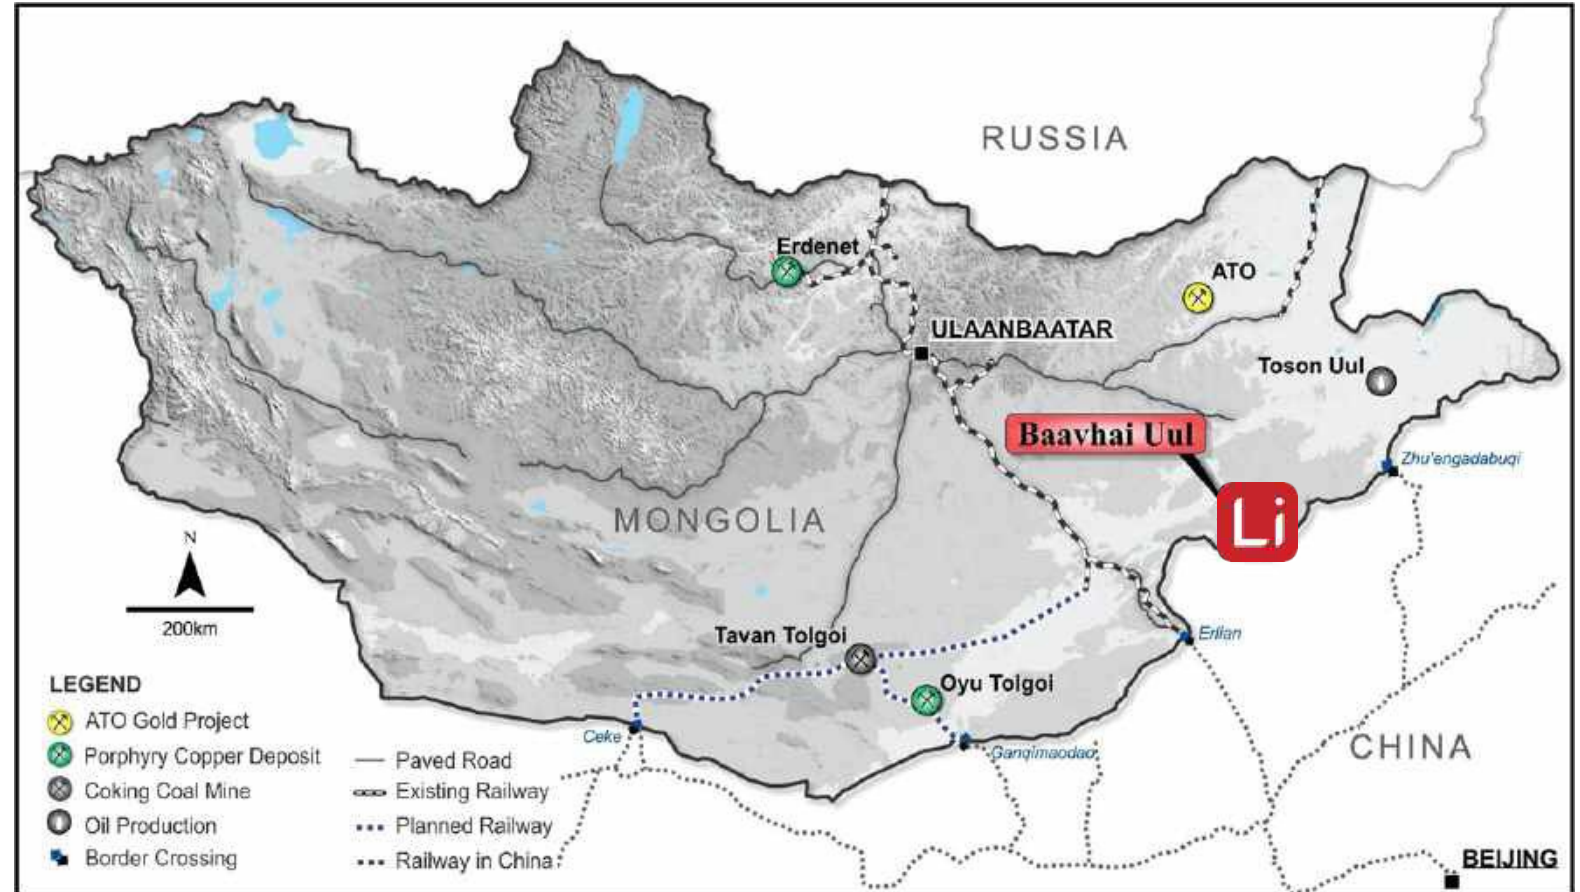 RUSSIA
Erdenet
ATO
ULAANBAATAR
Toson Uul
Baavhai Uul
Zhu'engadabuqi
Li
MONGOLIA
N
200km
Tavan Tolgoi
Erlian
Oyu Tolgoi
Ceke
Ganqimaodao
CHINA
LEGEND
ATO Gold Project
Porphyry Copper Deposit
Coking Coal Mine
Oil Production
Border Crossing
Paved Road
Existing Railway
Planned Railway
Railway in China
BEIJING